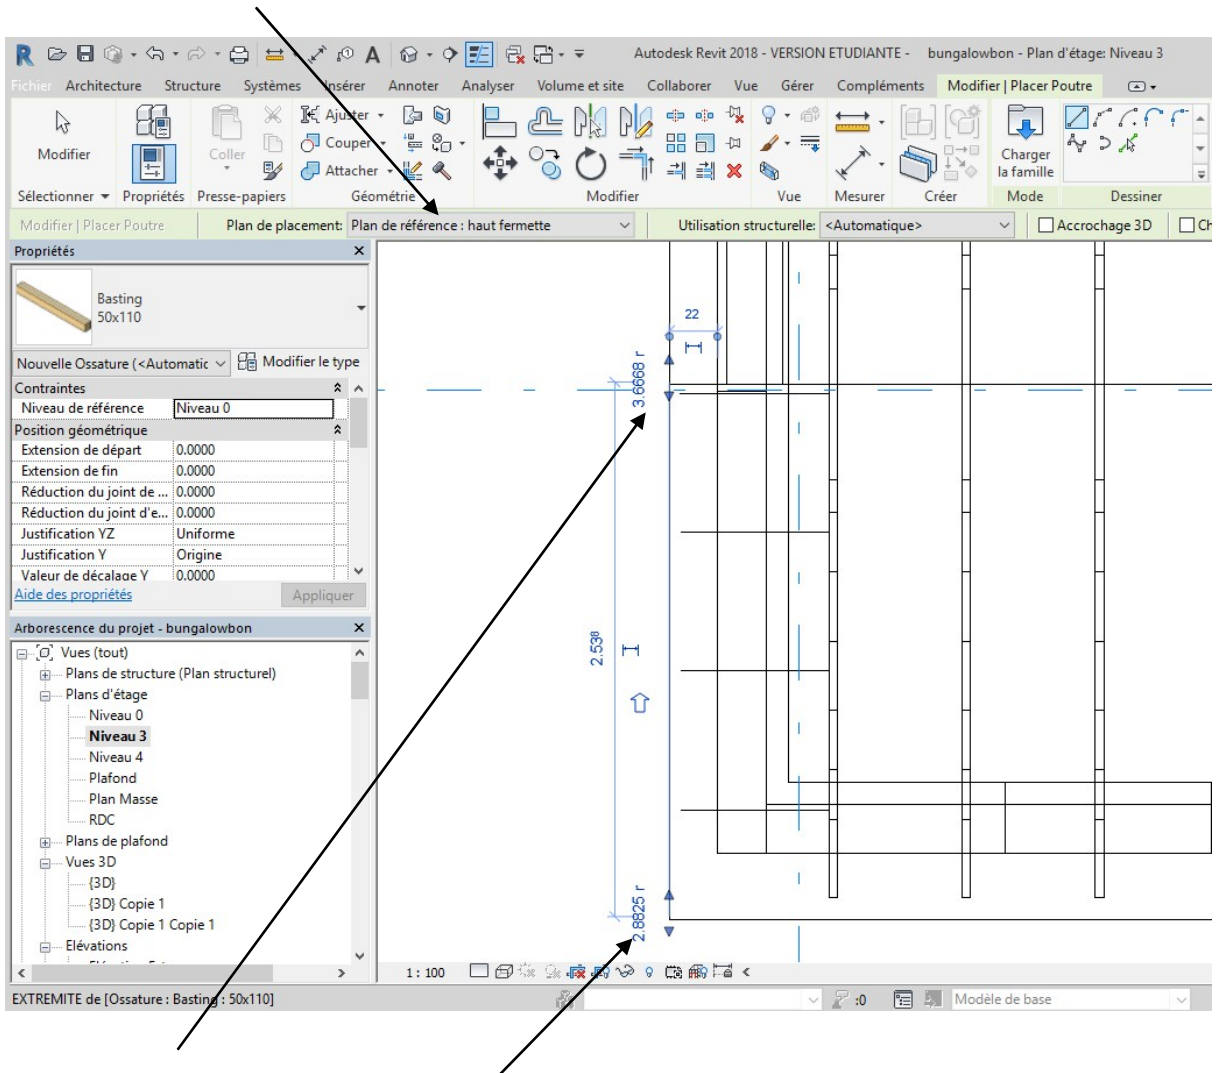 Autodesk Revit 2018 - VERSION ETUDIANTE - bungalowbon - Plan d'étage: Niveau 3
Fichier Architecture Structure Systèmes Insérer Annoter Analyser Volume et site Collaborer Vue Gérer Compléments Modifier | Placer Poutre
Modifier
Coller
Ajuster
Couper
Attacher
Charger
la famille
Sélectionner Propriétés Presse-papiers Géométrie Modifier Vue Mesurer Créer Mode Dessiner
Modifier | Placer Poutre Plan de placement: Plan de référence : haut fermette Utilisation structurelle: <Automatique> Accrochage 3D Ch
Propriétés
Basting
50x110
Nouvelle Ossature (<Automatic Modifier le type
Contraintes
Niveau de référence Niveau 0
Position géométrique
Extension de départ 0.0000
Extension de fin 0.0000
Réduction du joint de ... 0.0000
Réduction du joint d'e... 0.0000
Justification YZ Uniforme
Justification Y Origine
Valeur de décalage Y 0.0000
Aide des propriétés Appliquer
Arborescence du projet - bungalowbon
Vues (tout)
Plans de structure (Plan structurel)
Plans d'étage
Niveau 0
Niveau 3
Niveau 4
Plafond
Plan Masse
RDC
Plans de plafond
Vues 3D
{3D}
{3D} Copie 1
{3D} Copie 1 Copie 1
Elévations
22
3.6668 r
2.53⁸
2.8825 r
1 : 100
EXTREMITE de [Ossature : Basting : 50x110] :0 Modèle de base